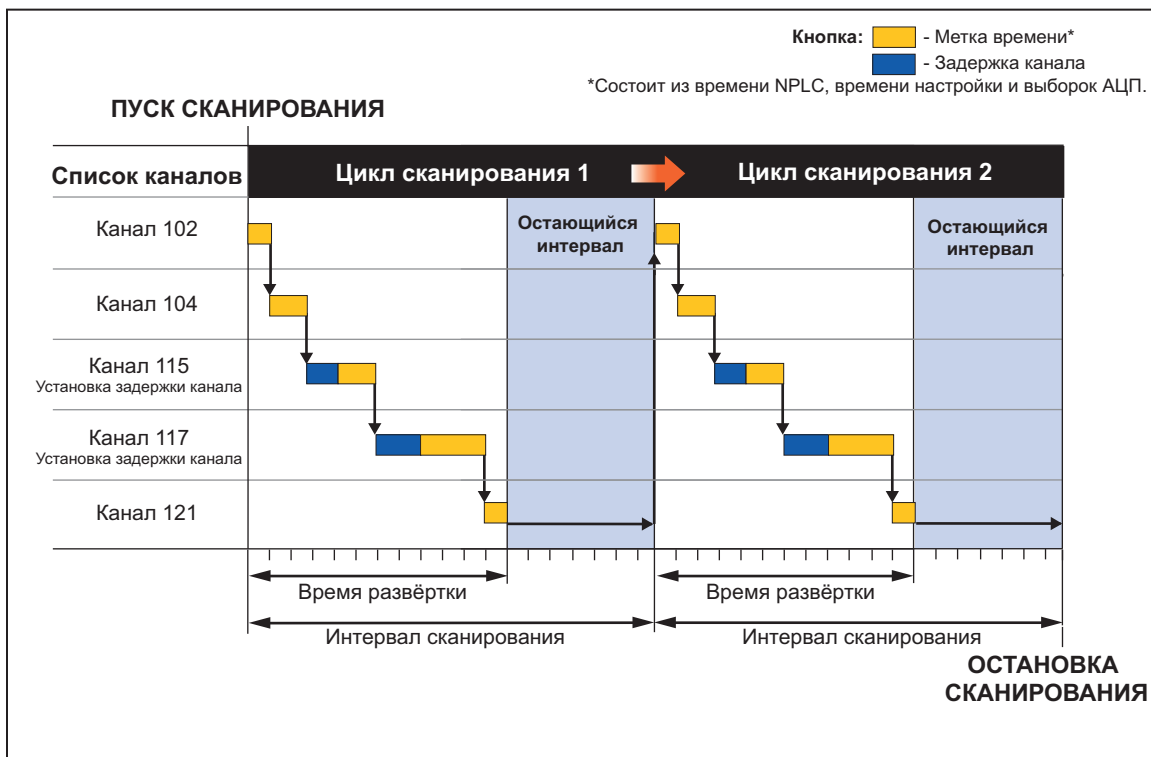 Кнопка: - Метка времени*
- Задержка канала
*Состоит из времени NPLC, времени настройки и выборок АЦП.
ПУСК СКАНИРОВАНИЯ
Список каналов
Цикл сканирования 1
Цикл сканирования 2
Канал 102
Остающийся
интервал
Остающийся
интервал
Канал 104
Канал 115
Установка задержки канала
Канал 117
Установка задержки канала
Канал 121
Время развёртки
Время развёртки
Интервал сканирования
Интервал сканирования
ОСТАНОВКА
СКАНИРОВАНИЯ